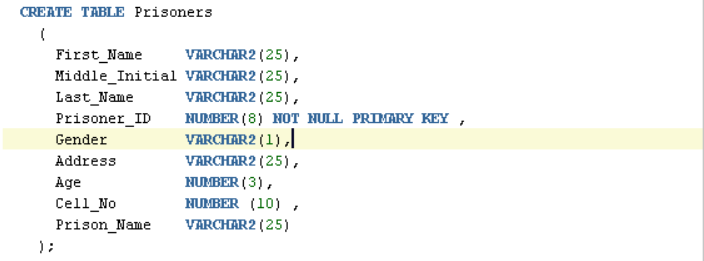 CREATE TABLE Prisoners
(
First_Name VARCHAR2(25),
Middle_Initial VARCHAR2(25),
Last_Name VARCHAR2(25),
Prisoner_ID NUMBER(8) NOT NULL PRIMARY KEY ,
Gender VARCHAR2(1),
Address VARCHAR2(25),
Age NUMBER(3),
Cell_No NUMBER (10) ,
Prison_Name VARCHAR2(25)
);